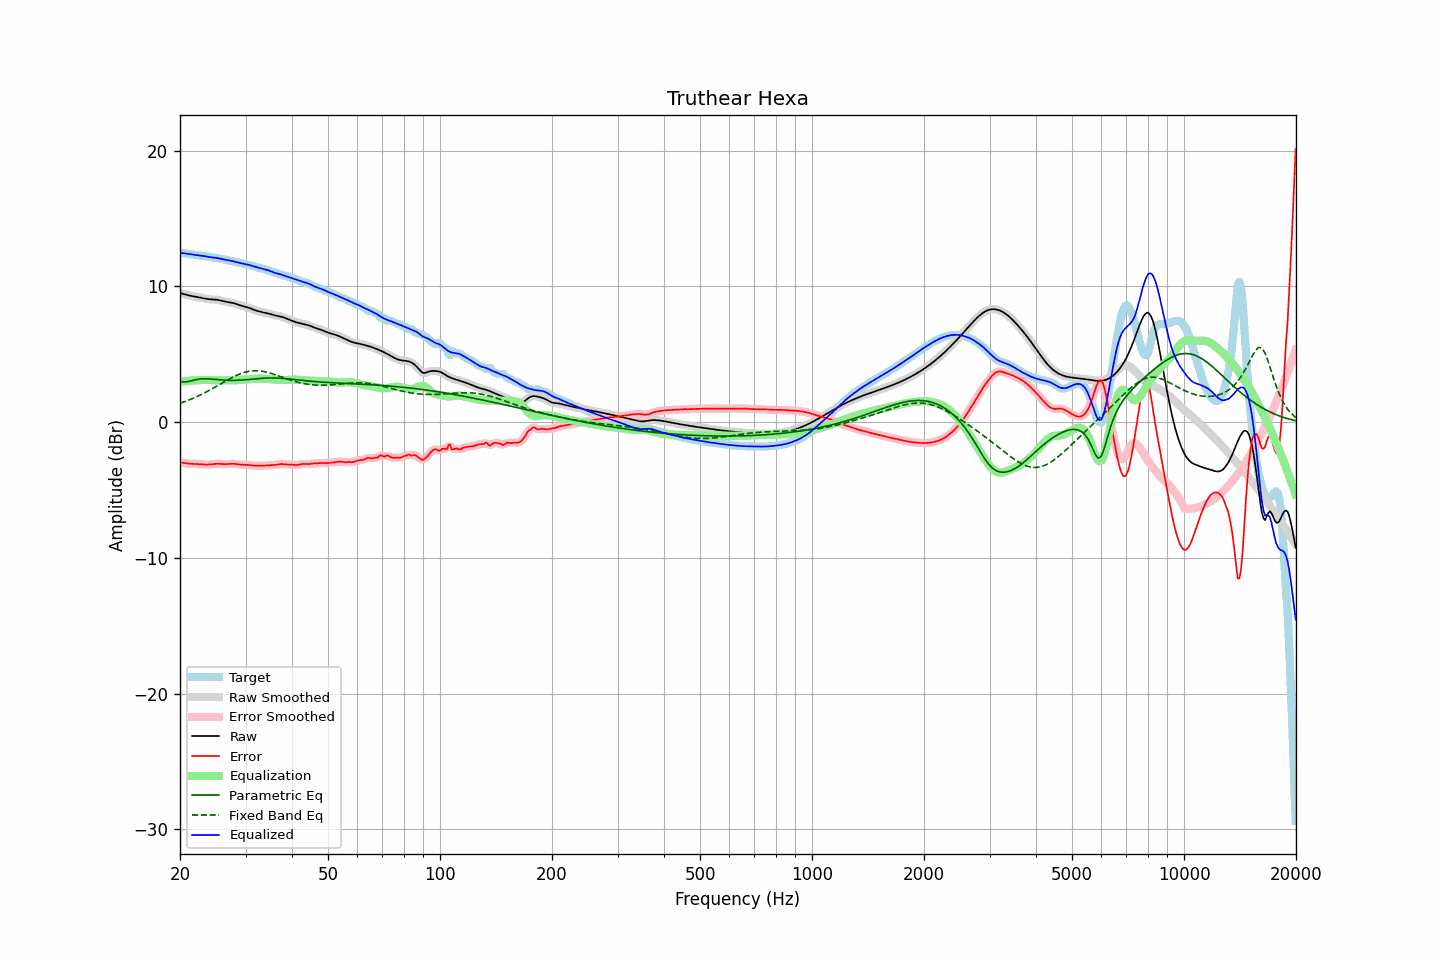 Truthear Hexa
Amplitude (dBr)
20
10
0
−10
−20
−30
Target
Raw Smoothed
Error Smoothed
Raw
Error
Equalization
Parametric Eq
Fixed Band Eq
Equalized
20 50 100 200 500 1000 2000 5000 10000 20000
Frequency (Hz)